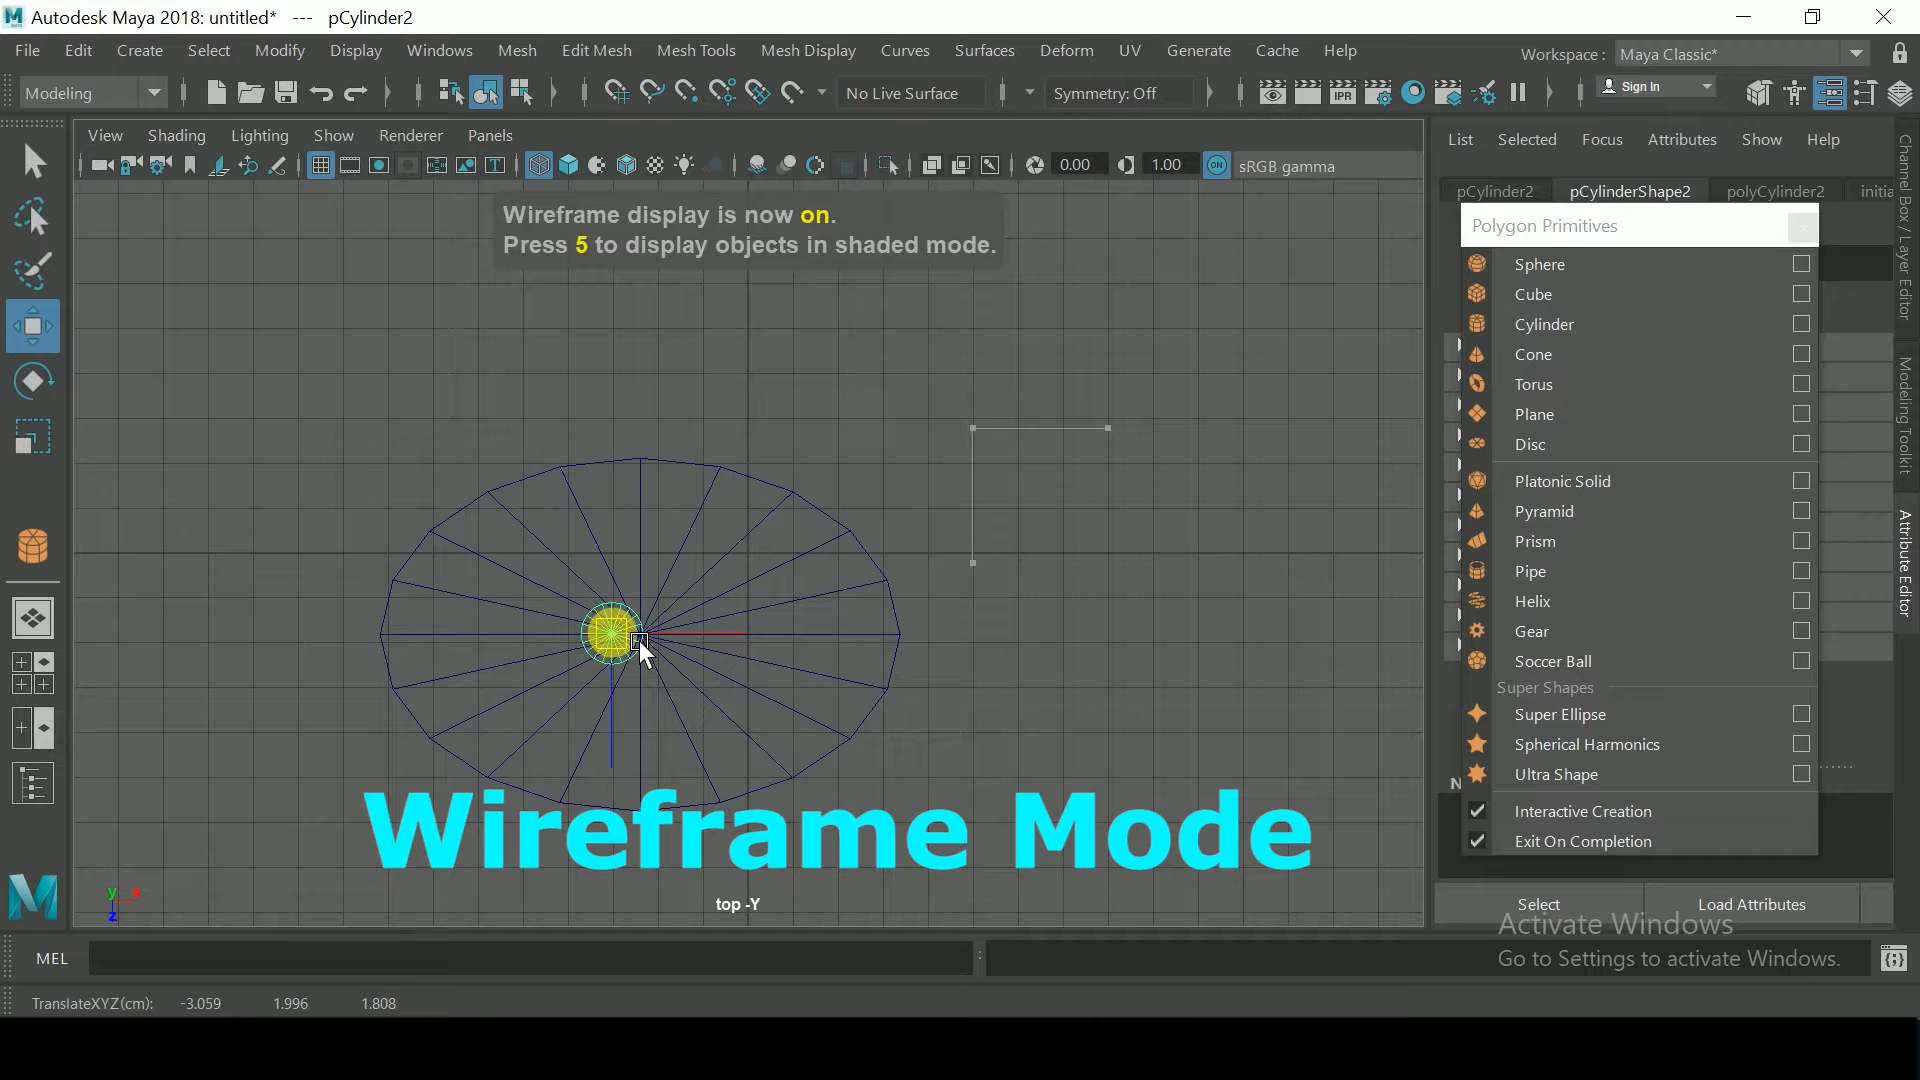 Autodesk Maya 2018: untitled* --- pCylinder2
File Edit Create Select Modify Display Windows Mesh Edit Mesh Mesh Tools Mesh Display Curves Surfaces Deform UV Generate Cache Help
Workspace : Maya Classic*
Modeling
No Live Surface
Symmetry: Off
IPR
Sign In
View Shading Lighting Show Renderer Panels
0.00
1.00
ON
sRGB gamma
List Selected Focus Attributes Show Help
pCylinder2 pCylinderShape2 polyCylinder2 initia
Wireframe display is now on.
Press 5 to display objects in shaded mode.
Polygon Primitives
Sphere
Cube
Cylinder
Cone
Torus
Plane
Disc
Platonic Solid
Pyramid
Prism
Pipe
Helix
Gear
Soccer Ball
Super Shapes
Super Ellipse
Spherical Harmonics
Ultra Shape
Interactive Creation
Exit On Completion
Channel Box / Layer Editor
Modeling Toolkit
Attribute Editor
Wireframe Mode
y x
z
top -Y
Select
Load Attributes
Activate Windows
Go to Settings to activate Windows.
MEL
TranslateXYZ(cm): -3.059 1.996 1.808